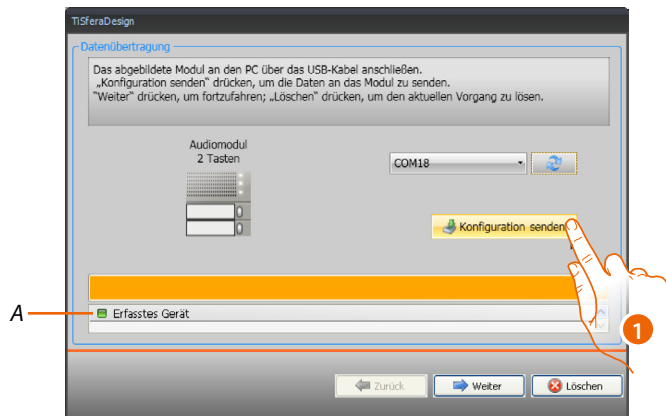 TiSferaDesign
Datenübertragung
Das abgebildete Modul an den PC über das USB-Kabel anschließen.
„Konfiguration senden“ drücken, um die Daten an das Modul zu senden.
"Weiter" drücken, um fortzufahren; „Löschen“ drücken, um den aktuellen Vorgang zu lösen.
Audiomodul
2 Tasten
COM18
Konfiguration senden
A
Erfasstes Gerät
1
Zurück
Weiter
Löschen